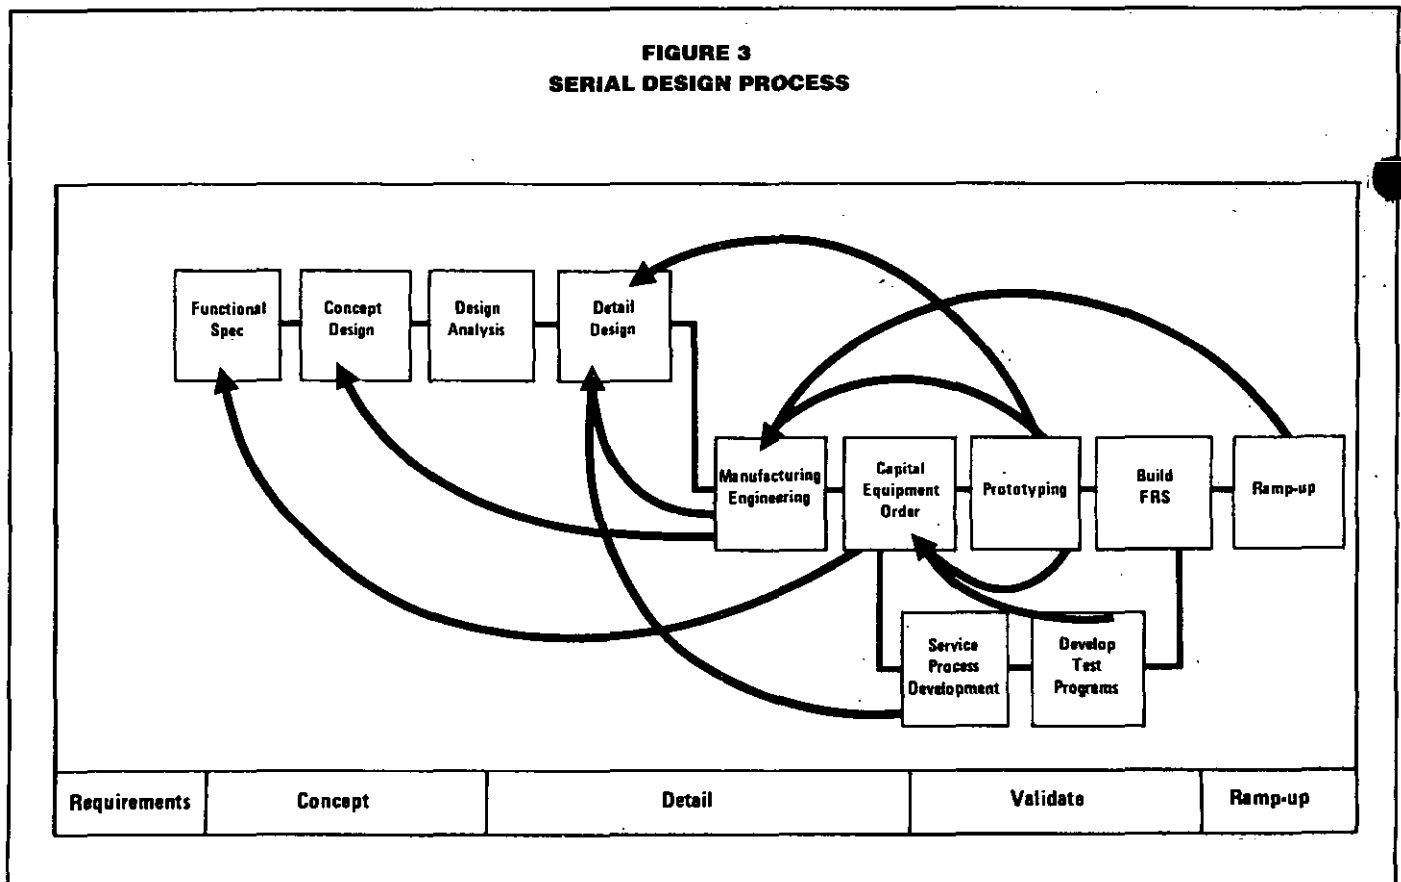 FIGURE 3
SERIAL DESIGN PROCESS
Functional
Spec
Concept
Design
Design
Analysis
Detail
Design
Manufacturing
Engineering
Capital
Equipment
Order
Prototyping
Build
FRS
Ramp-up
Service
Process
Development
Develop
Test
Programs
Requirements
Concept
Detail
Validate
Ramp-up